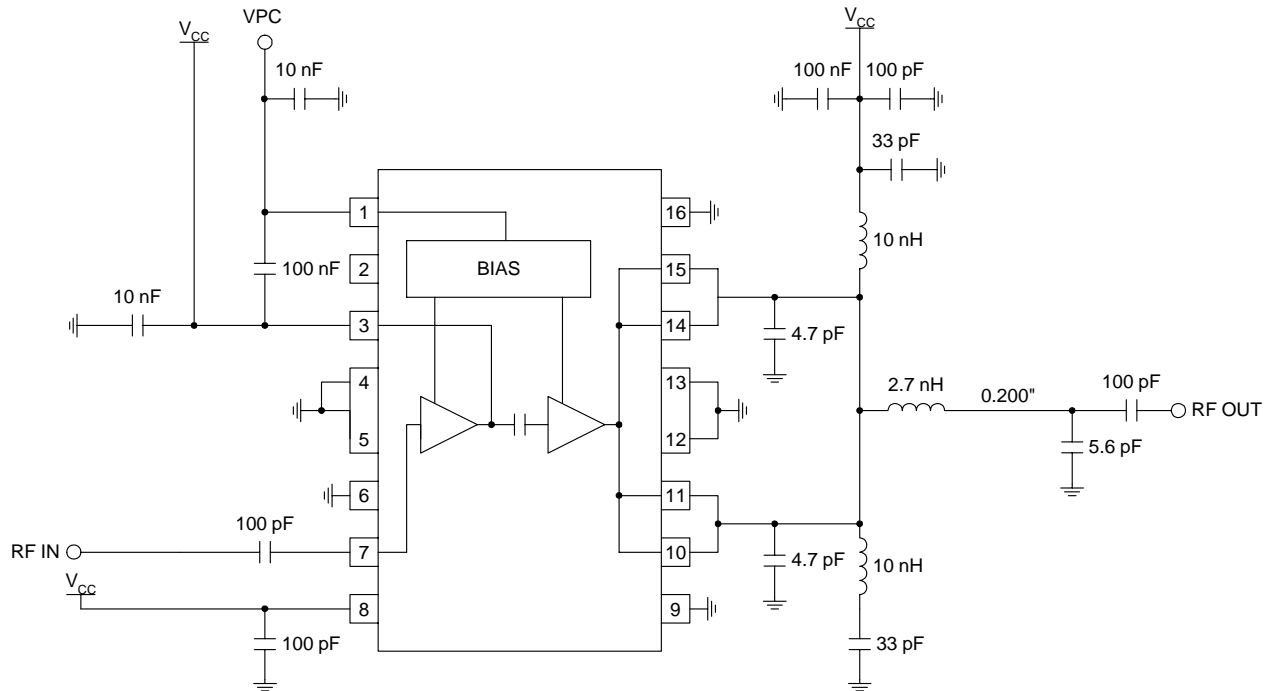 VPC
V_CC
V_CC
10 nF
100 nF
100 pF
33 pF
1
16
10 nH
2
100 nF
BIAS
15
10 nF
3
14
4.7 pF
4
13
2.7 nH
0.200"
100 pF
RF OUT
5
12
5.6 pF
6
11
100 pF
RF IN
7
10
4.7 pF
10 nH
V_CC
8
9
100 pF
33 pF